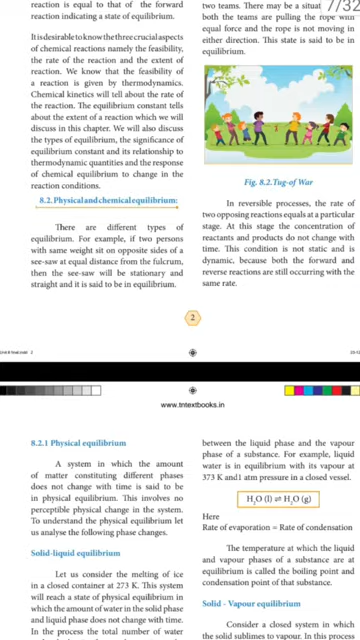 7/32
reaction is equal to that of the forward
reaction indicating a state of equilibrium.
It is desirable to know the three crucial aspects
of chemical reactions namely the feasibility,
the rate of the reaction and the extent of
reaction. We know that the feasibility of
a reaction is given by thermodynamics.
Chemical kinetics will tell about the rate of
the reaction. The equilibrium constant tells
about the extent of a reaction which we will
discuss in this chapter. We will also discuss
the types of equilibrium, the significance of
equilibrium constant and its relationship to
thermodynamic quantities and the response
of chemical equilibrium to change in the
reaction conditions.
8.2. Physical and chemical equilibrium:
There are different types of
equilibrium. For example, if two persons
with same weight sit on opposite sides of a
see-saw at equal distance from the fulcrum,
then the see-saw will be stationary and
straight and it is said to be in equilibrium.
two teams. There may be a
both the teams are pulling the rope with
equal force and the rope is not moving in
either direction. This state is said to be in
equilibrium.
Fig. 8.2.Tug-of War
In reversible processes, the rate of
two opposing reactions equals at a particular
stage. At this stage the concentration of
reactants and products do not change with
time. This condition is not static and is
dynamic, because both the forward and
reverse reactions are still occurring with the
same rate.
2
www.tntextbooks.in
8.2.1 Physical equilibrium
A system in which the amount
of matter constituting different phases
does not change with time is said to be
in physical equilibrium. This involves no
perceptible physical change in the system.
To understand the physical equilibrium let
us analyse the following phase changes.
Solid-liquid equilibrium
Let us consider the melting of ice
in a closed container at 273 K. This system
will reach a state of physical equilibrium in
which the amount of water in the solid phase
and liquid phase does not change with time.
In the process the total number of water
between the liquid phase and the vapour
phase of a substance. For example, liquid
water is in equilibrium with its vapour at
373 K and 1 atm pressure in a closed vessel.
H₂O (l) ⇌ H₂O (g)
Here
Rate of evaporation = Rate of condensation
The temperature at which the liquid
and vapour phases of a substance are at
equilibrium is called the boiling point and
condensation point of that substance.
Solid - Vapour equilibrium
Consider a closed system in which
the solid sublimes to vapour. In this process